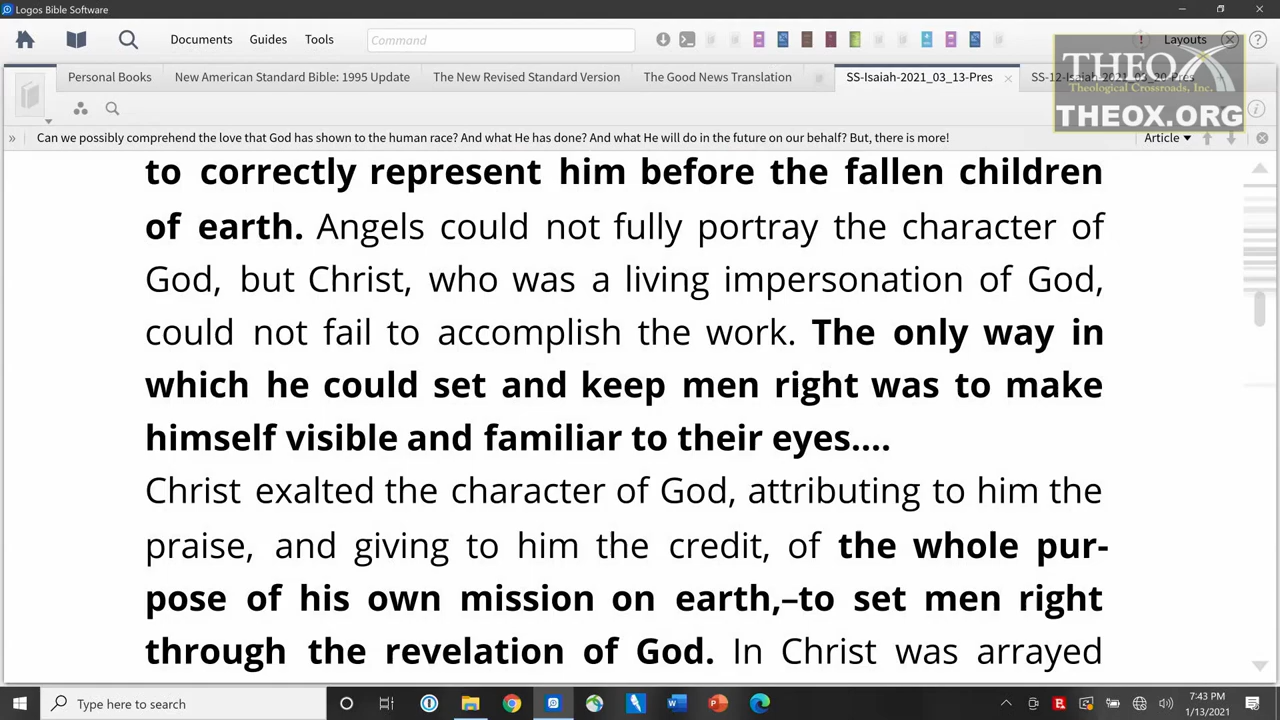 Logos Bible Software
Documents Guides Tools Command Layouts
THEOX
Theological Crossroads, Inc.
THEOX.ORG
Personal Books New American Standard Bible: 1995 Upd The New Revised Standard Version The Good News Translation SS-Isaiah-2021_03_13-Pres
» Can we possibly comprehend the love that God has shown to the human race? And what He has done? And what He will do in the future on our behalf? But, there is more! Article
to correctly represent him before the fallen children
of earth. Angels could not fully portray the character of
God, but Christ, who was a living impersonation of God,
could not fail to accomplish the work. The only way in
which he could set and keep men right was to make
himself visible and familiar to their eyes....
Christ exalted the character of God, attributing to him the
praise, and giving to him the credit, of the whole pur-
pose of his own mission on earth,–to set men right
through the revelation of God. In Christ was arrayed
Type here to search
7:43 PM
1/13/2021